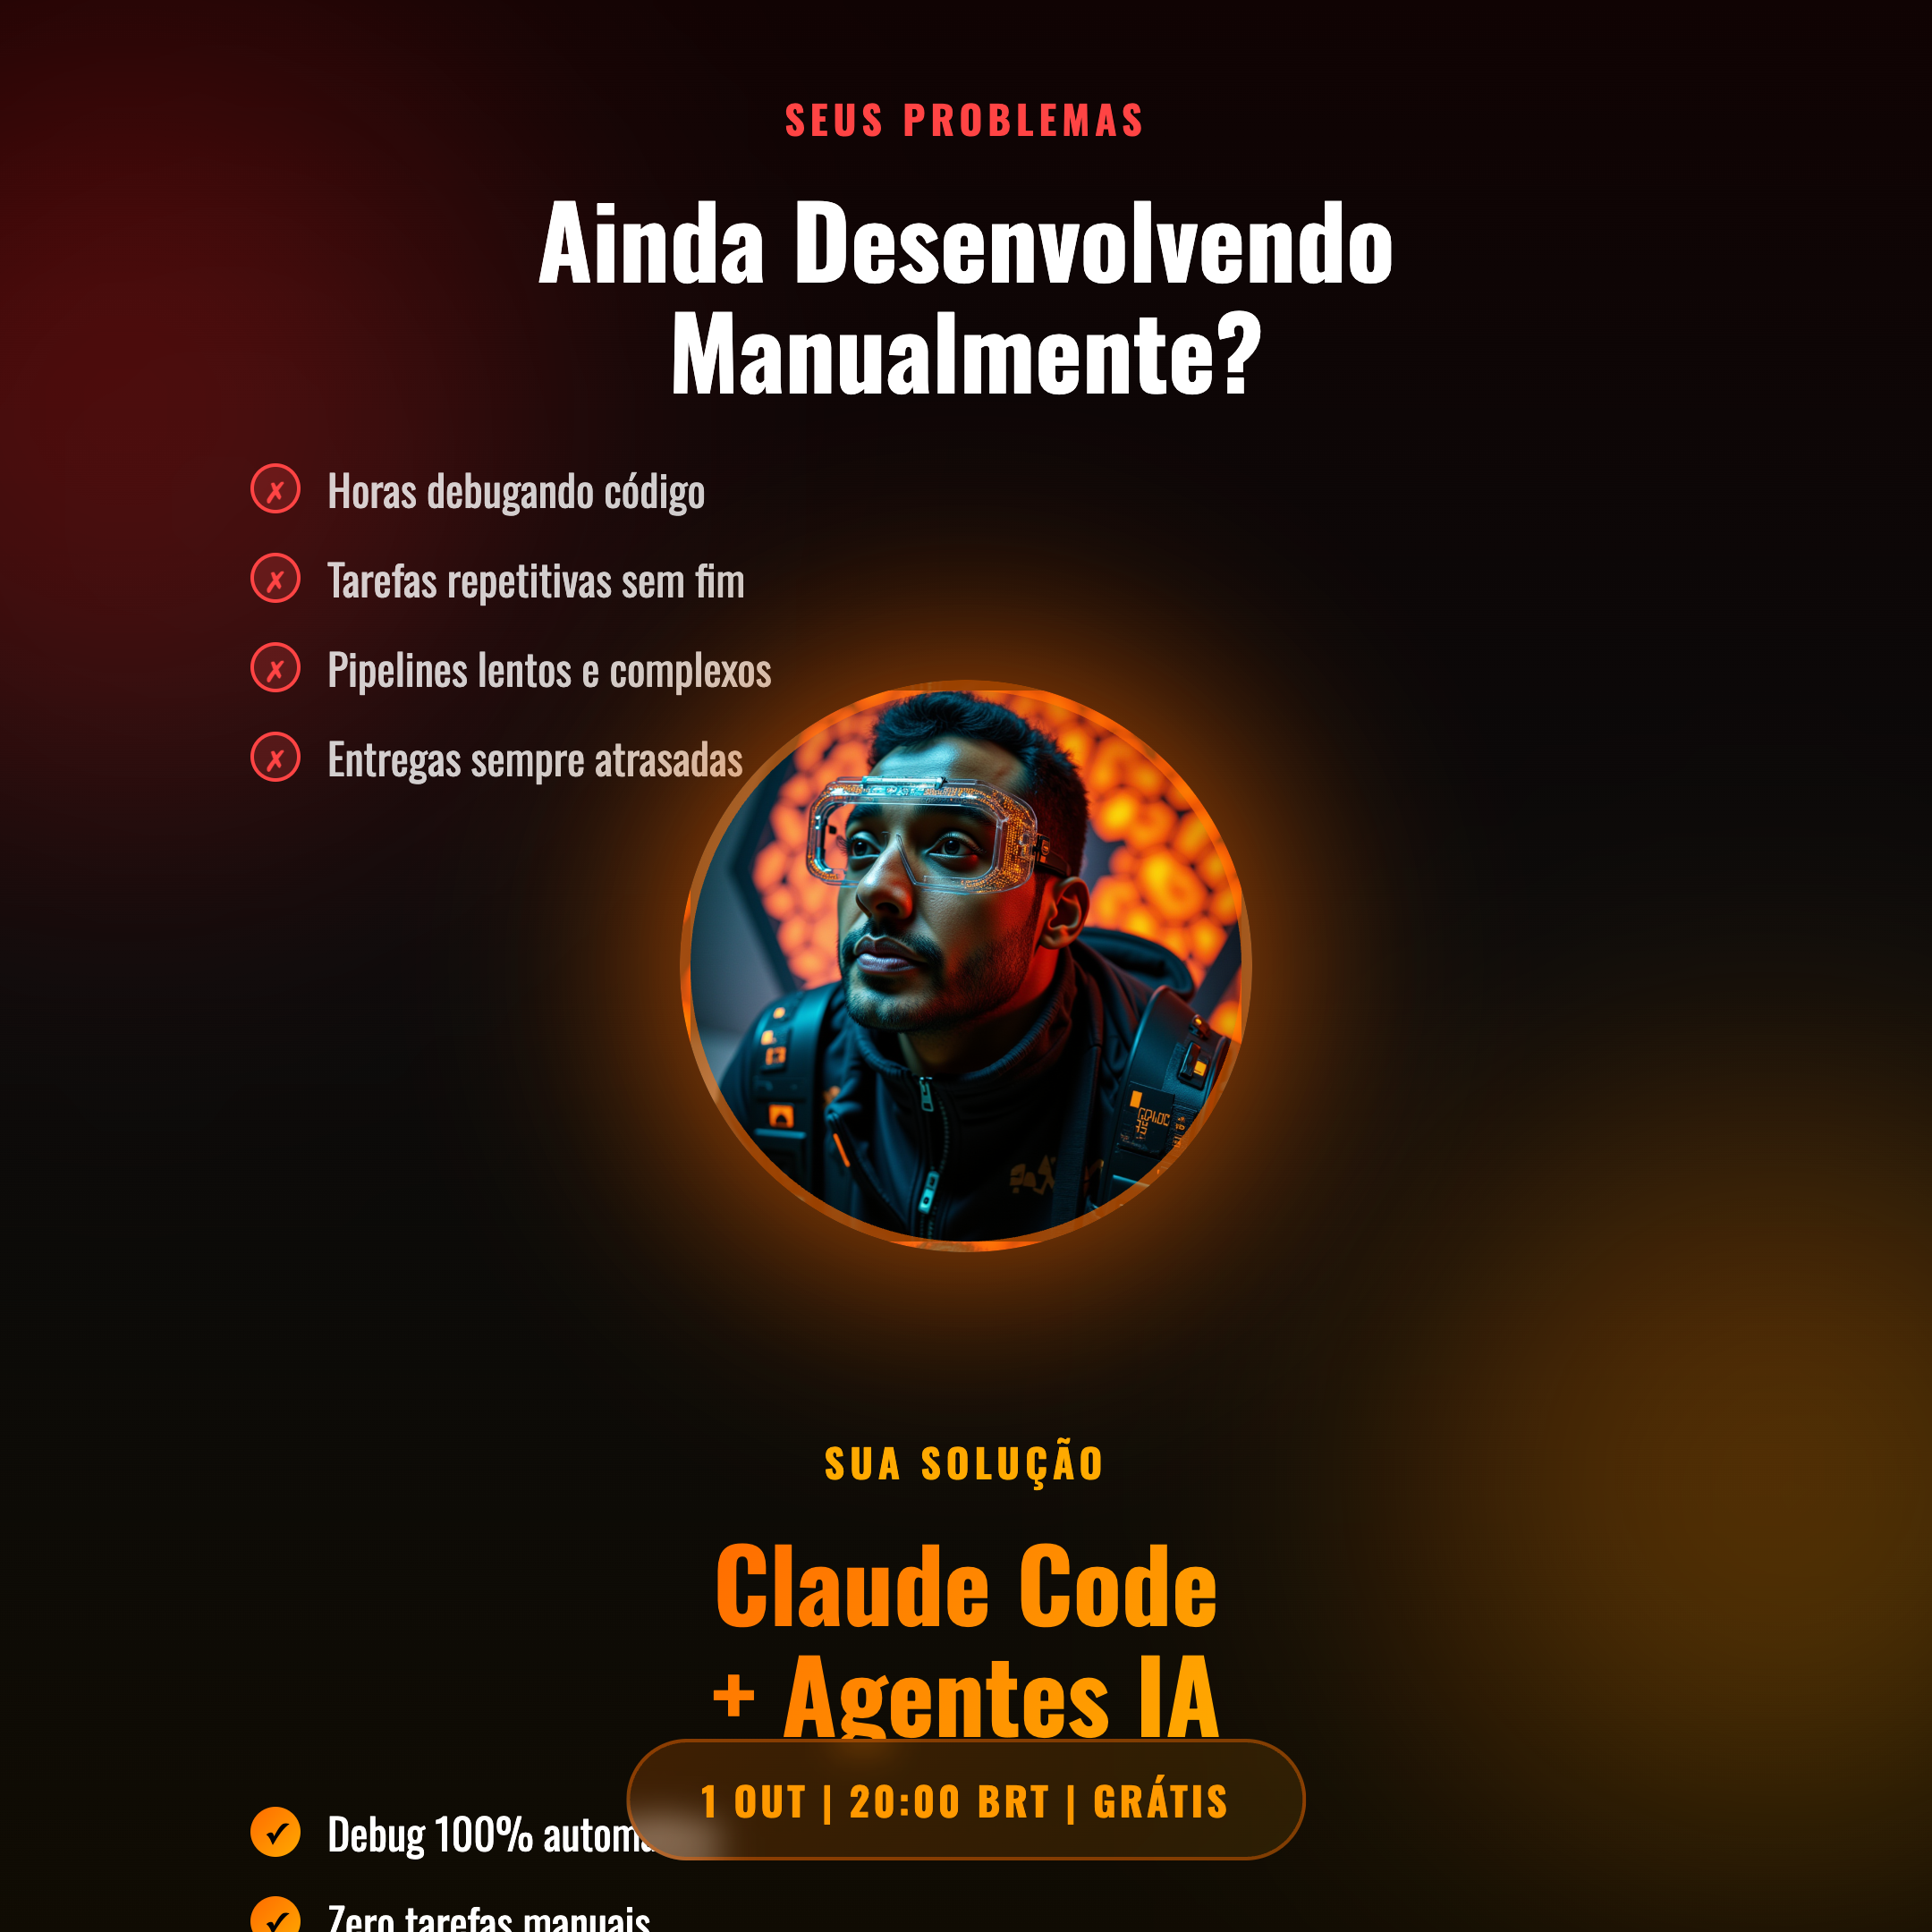 SEUS PROBLEMAS
Ainda Desenvolvendo
Manualmente?
✗ Horas debugando código
✗ Tarefas repetitivas sem fim
✗ Pipelines lentos e complexos
✗ Entregas sempre atrasadas
SUA SOLUÇÃO
Claude Code
+ Agentes IA
1 OUT | 20:00 BRT | GRÁTIS
✓ Debug 100%
✓ Zero tarefas manuais